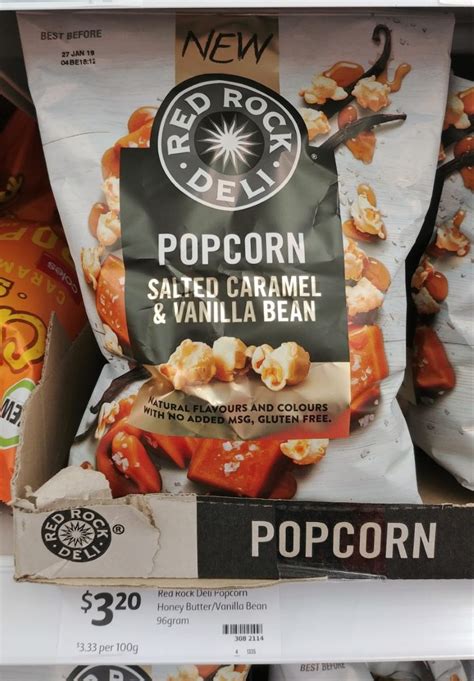 BEST BEFORE
27 JAN 19
NEW
RED ROCK
DELI
®
POPCORN
SALTED CARAMEL
& VANILLA BEAN
NATURAL FLAVOURS AND COLOURS
WITH NO ADDED MSG, GLUTEN FREE.
coles
CARAM
RED ROCK
DELI
®
POPCORN
$3.20
$3.33 per 100g
Red Rock Deli Popcorn
Honey Butter/Vanilla Bean
96gram
308 2114
BEST BEFORE